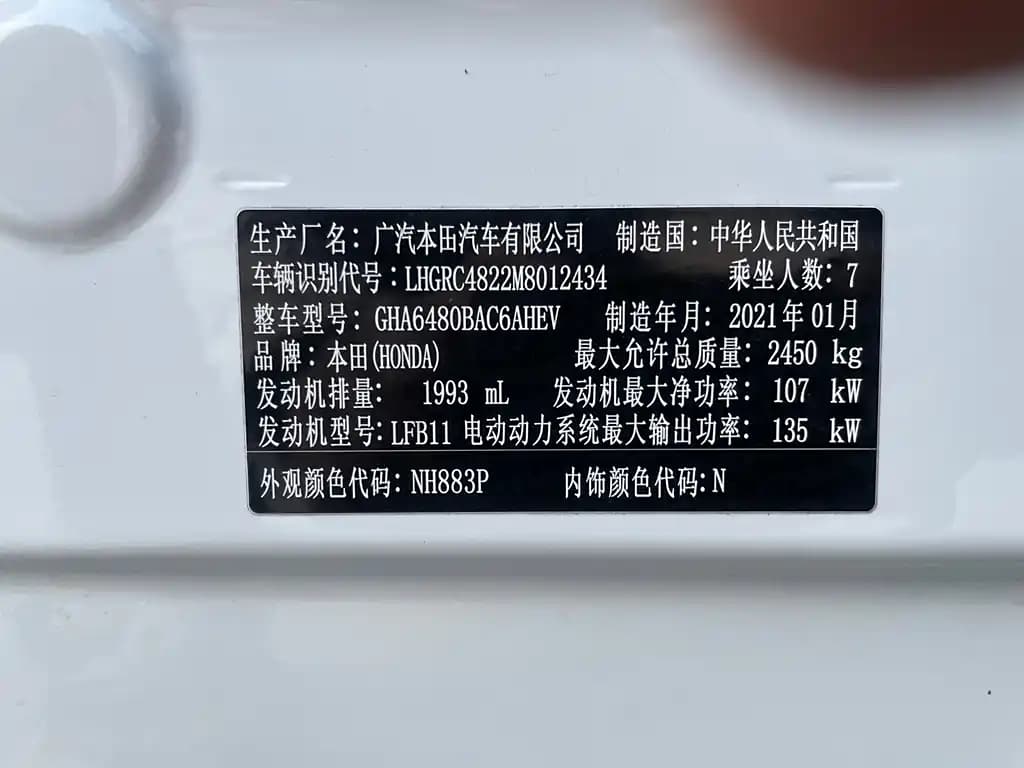 生产厂名：广汽本田汽车有限公司 制造国：中华人民共和国
车辆识别代号：LHGRC4822M8012434 乘坐人数：7
整车型号：GHA6480BAC6AHEV 制造年月：2021年01月
品牌：本田(HONDA) 最大允许总质量：2450 kg
发动机排量： 1993 mL 发动机最大净功率： 107 kW
发动机型号：LFB11 电动动力系统最大输出功率： 135 kW
外观颜色代码：NH883P 内饰颜色代码：N